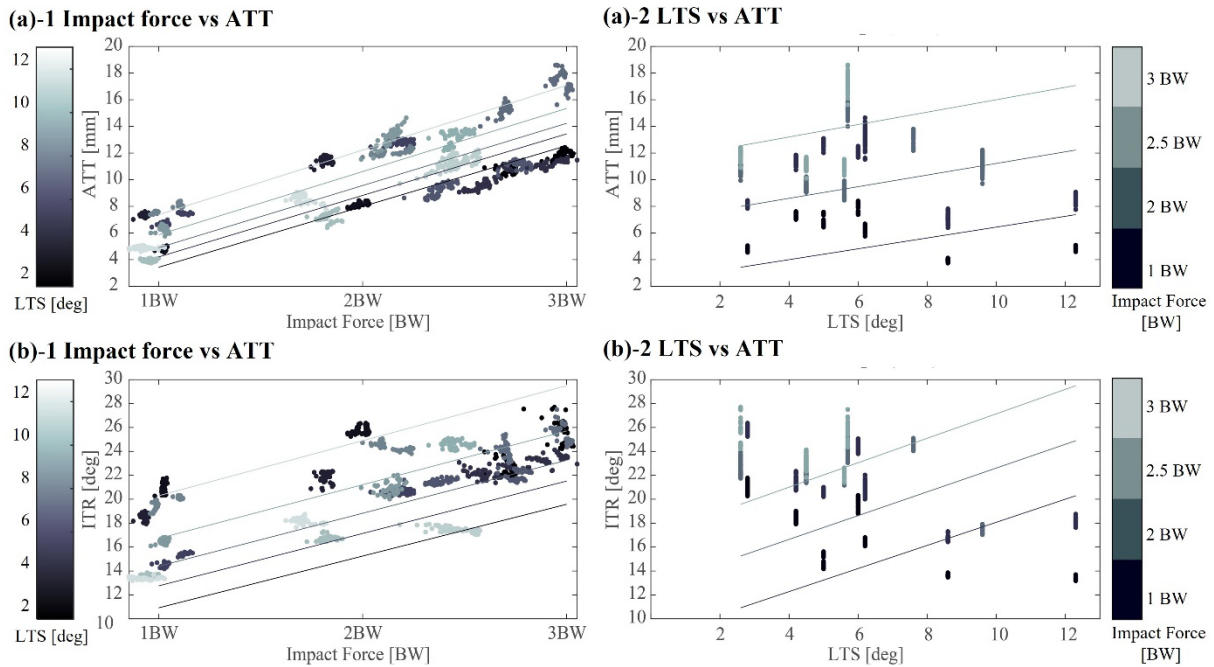 (a)-1 Impact force vs ATT
12
10
8
6
4
2
LTS [deg]
ATT [mm]
20
18
16
14
12
10
8
6
4
2
1BW
2BW
3BW
Impact Force [BW]
(a)-2 LTS vs ATT
ATT [mm]
20
18
16
14
12
10
8
6
4
2
2
4
6
8
10
12
LTS [deg]
3 BW
2.5 BW
2 BW
1 BW
Impact Force
[BW]
(b)-1 Impact force vs ATT
12
10
8
6
4
2
LTS [deg]
ITR [deg]
30
28
26
24
22
20
18
16
14
12
10
1BW
2BW
3BW
Impact Force [BW]
(b)-2 LTS vs ATT
ITR [deg]
30
28
26
24
22
20
18
16
14
12
10
2
4
6
8
10
12
LTS [deg]
3 BW
2.5 BW
2 BW
1 BW
Impact Force
[BW]